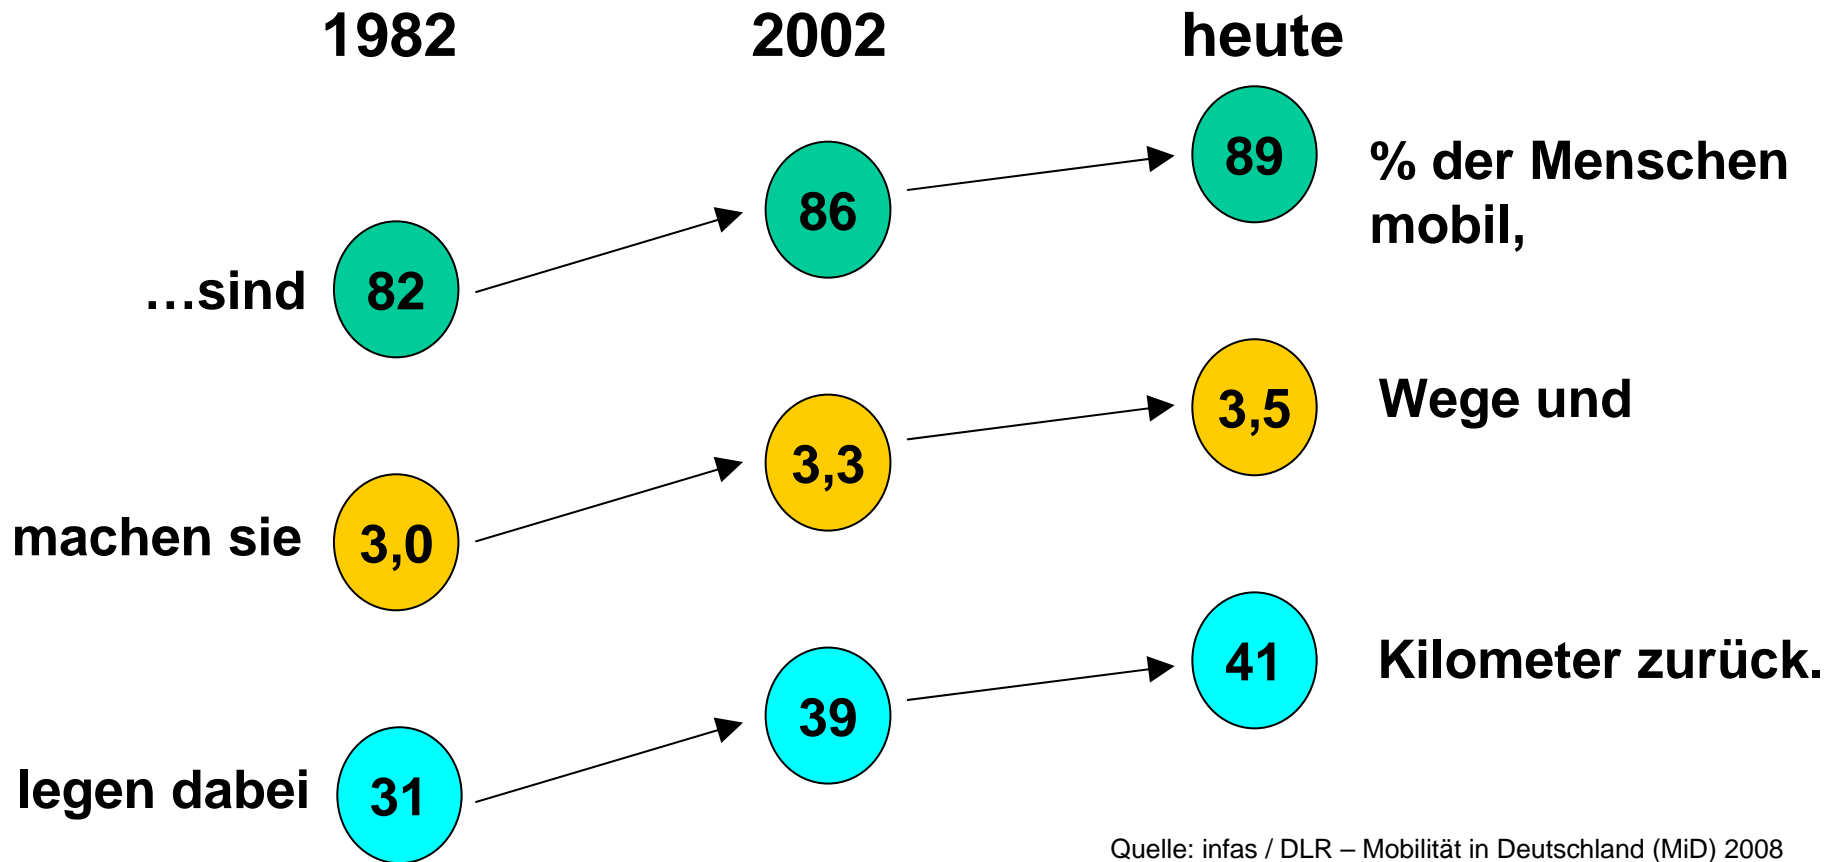 1982 2002 heute
…sind 82 86 89 % der Menschen
mobil,
machen sie 3,0 3,3 3,5 Wege und
legen dabei 31 39 41 Kilometer zurück.
Quelle: infas / DLR – Mobilität in Deutschland (MiD) 2008